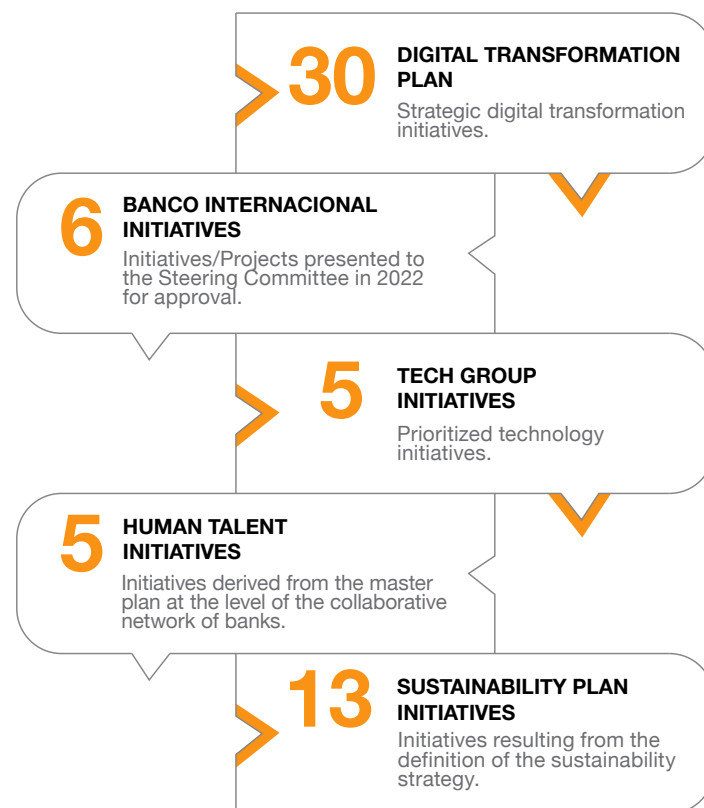 30
DIGITAL TRANSFORMATION
PLAN
Strategic digital transformation
initiatives.
6
BANCO INTERNACIONAL
INITIATIVES
Initiatives/Projects presented to
the Steering Committee in 2022
for approval.
5
TECH GROUP
INITIATIVES
Prioritized technology
initiatives.
5
HUMAN TALENT
INITIATIVES
Initiatives derived from the master
plan at the level of the collaborative
network of banks.
13
SUSTAINABILITY PLAN
INITIATIVES
Initiatives resulting from the
definition of the sustainability
strategy.